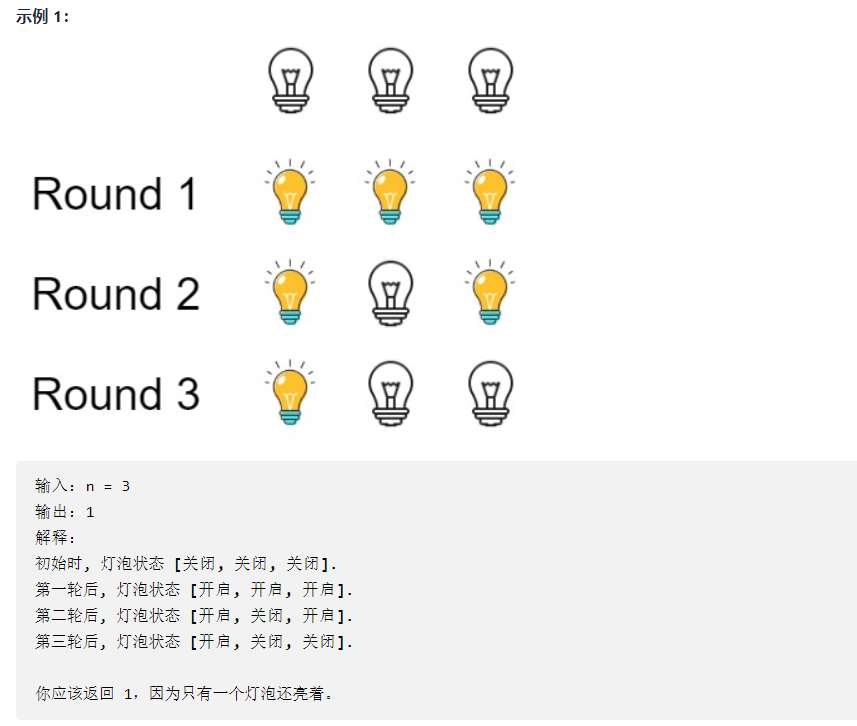 示例 1：
Round 1
Round 2
Round 3
输入：n = 3
输出：1
解释：
初始时, 灯泡状态 [关闭, 关闭, 关闭].
第一轮后, 灯泡状态 [开启, 开启, 开启].
第二轮后, 灯泡状态 [开启, 关闭, 开启].
第三轮后, 灯泡状态 [开启, 关闭, 关闭].
你应该返回 1，因为只有一个灯泡还亮着。